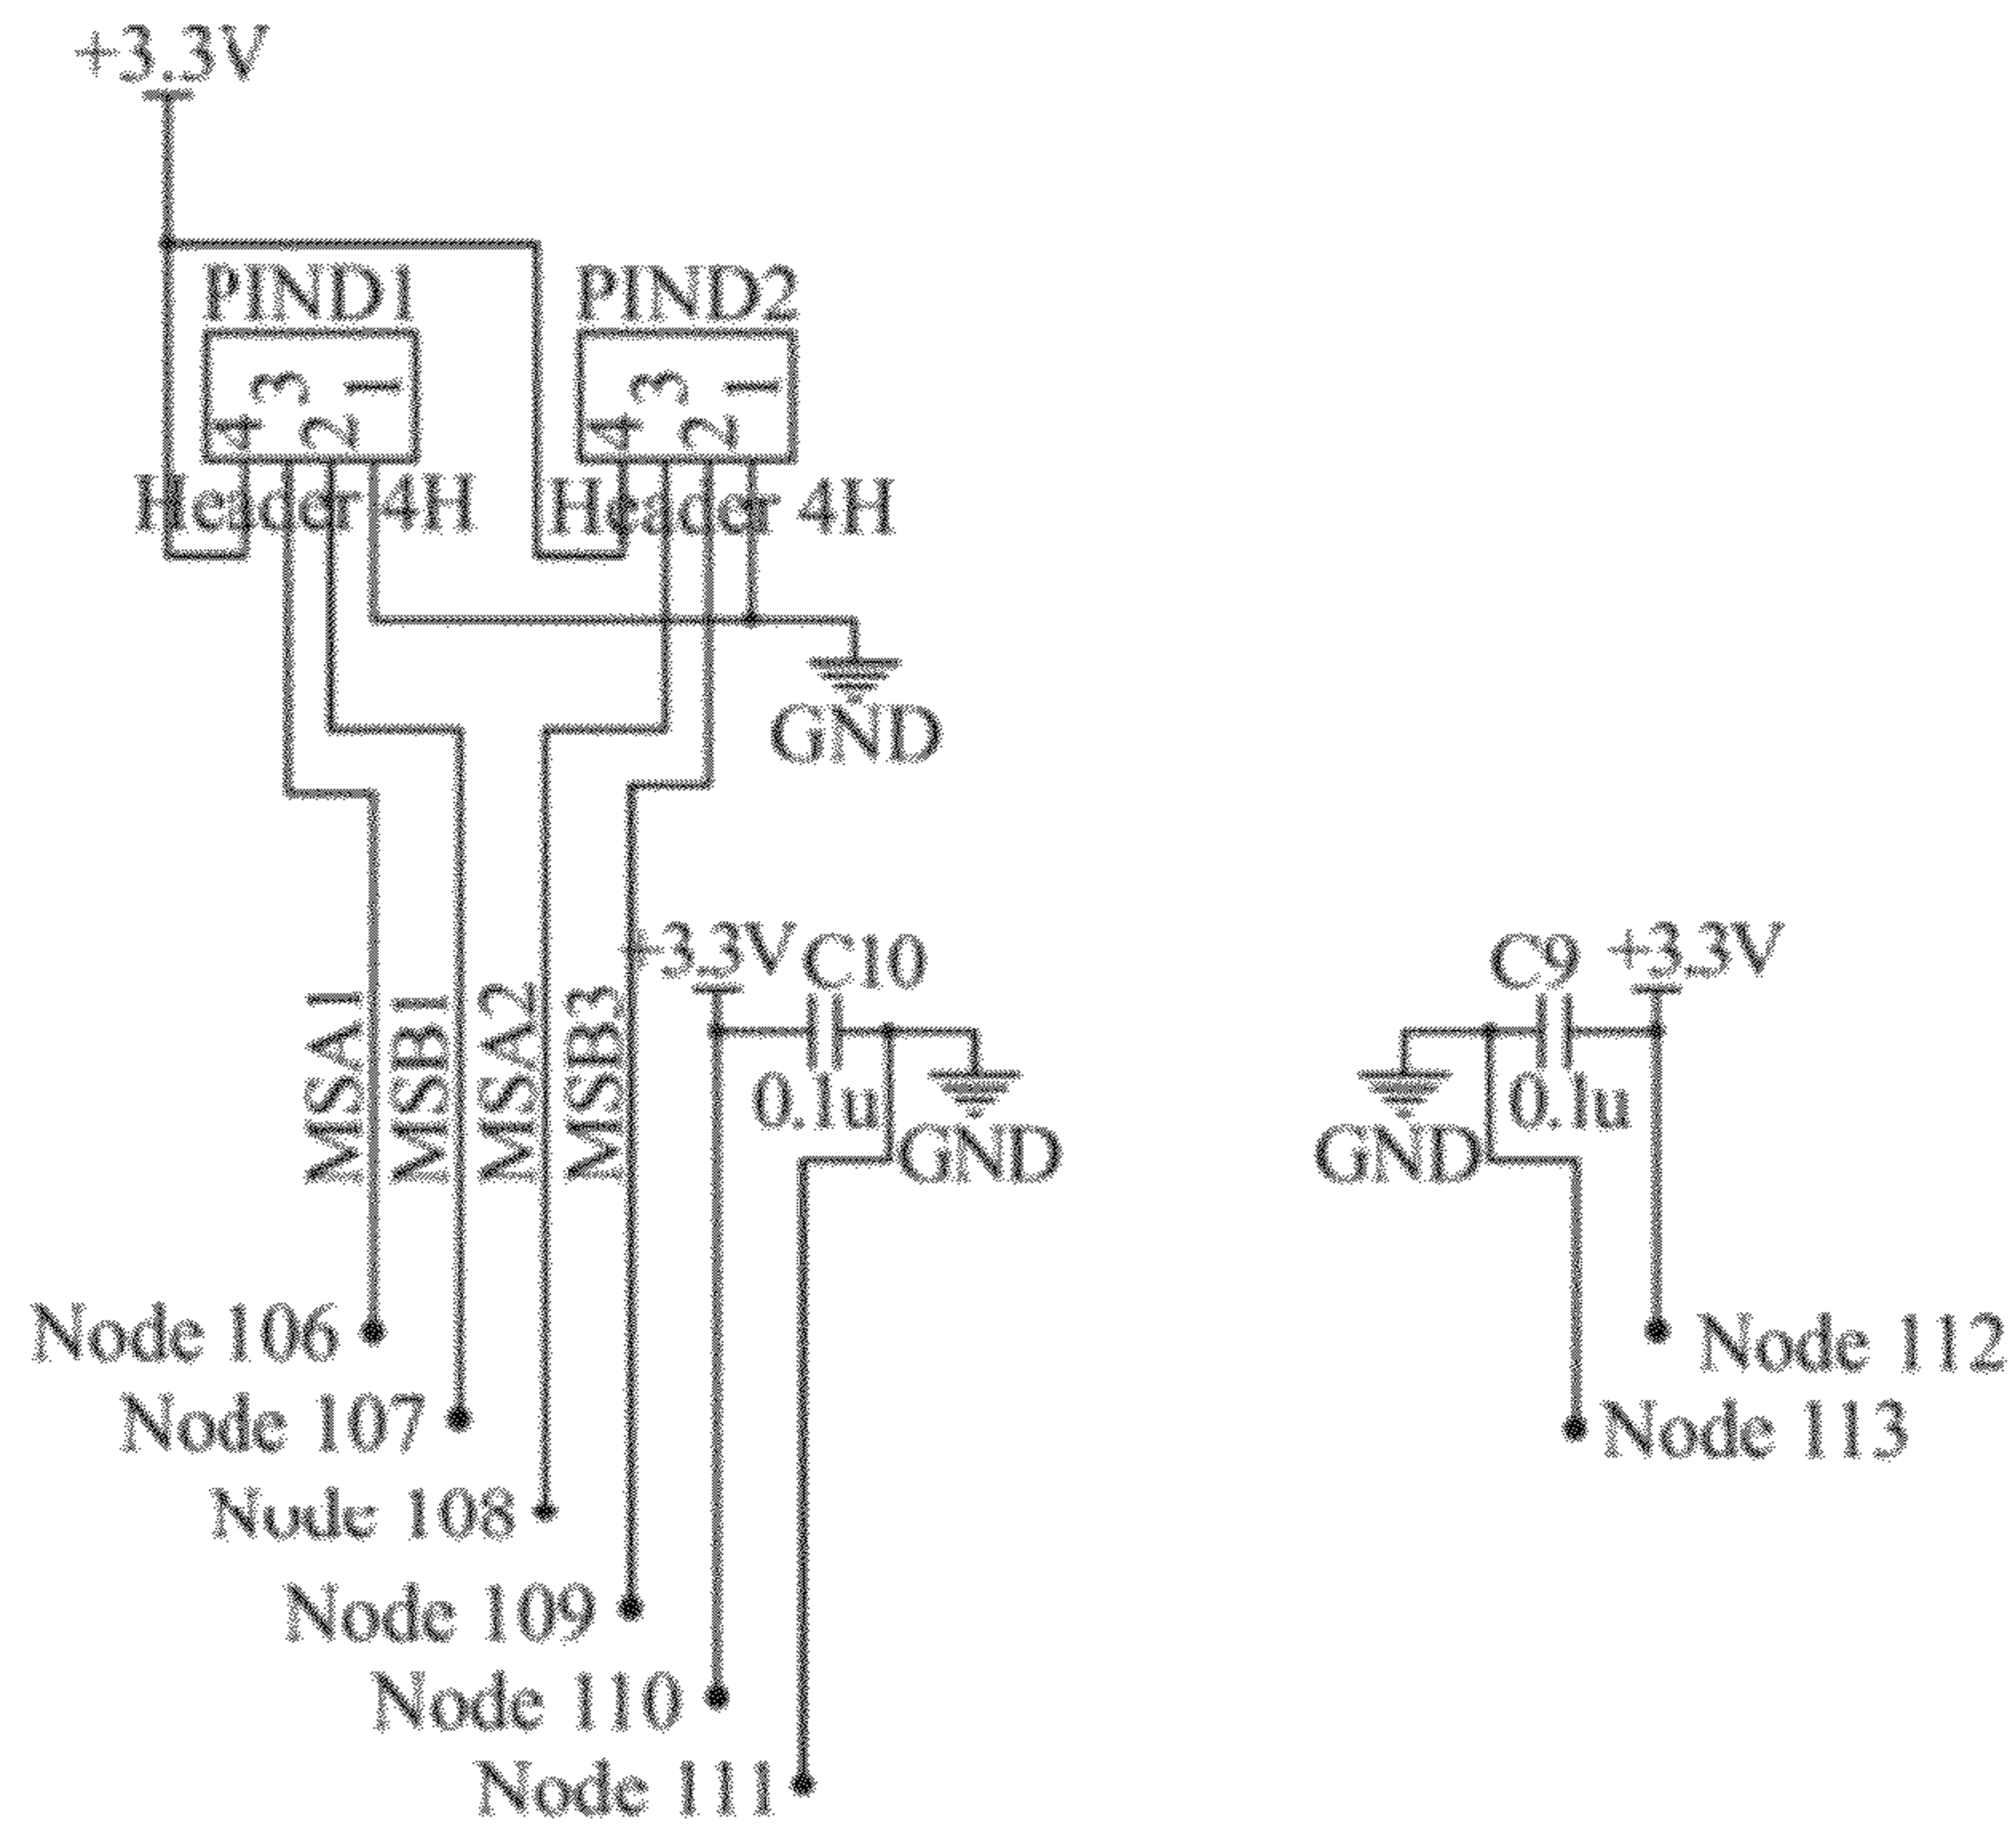 +3.3V
PIND1
PIND2
3
1
4
2
3
1
4
2
Header 4H
Header 4H
GND
MSA1
MSB1
MSA2
MSB3
+3.3V
C10
0.1u
GND
C9
+3.3V
0.1u
GND
Node 106
Node 107
Node 108
Node 109
Node 110
Node 111
Node 112
Node 113